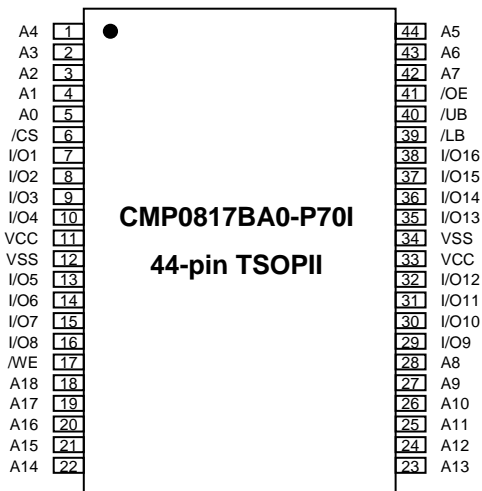 A4 1 44 A5
A3 2 43 A6
A2 3 42 A7
A1 4 41 /OE
A0 5 40 /UB
/CS 6 39 /LB
I/O1 7 38 I/O16
I/O2 8 37 I/O15
I/O3 9 36 I/O14
I/O4 10 35 I/O13
VCC 11 34 VSS
VSS 12 33 VCC
I/O5 13 32 I/O12
I/O6 14 31 I/O11
I/O7 15 30 I/O10
I/O8 16 29 I/O9
/WE 17 28 A8
A18 18 27 A9
A17 19 26 A10
A16 20 25 A11
A15 21 24 A12
A14 22 23 A13
CMP0817BA0-P70I
44-pin TSOPII